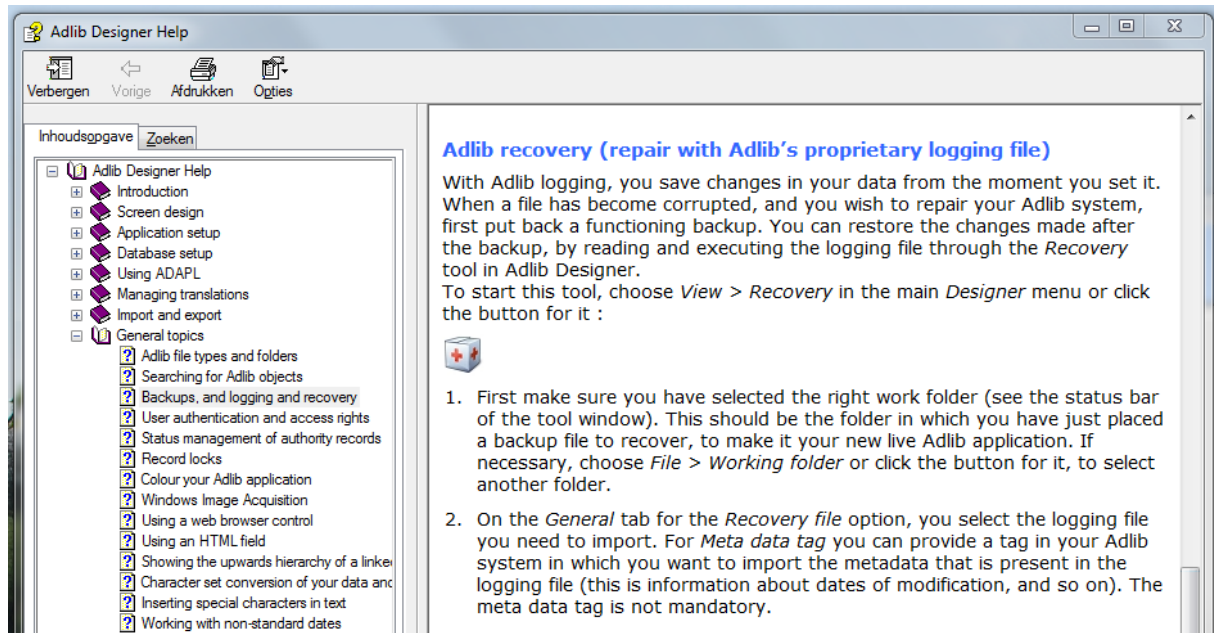 Adlib Designer Help
Verbergen Vorige Afdrukken Opties
Inhoudsopgave Zoeken
Adlib Designer Help
Introduction
Screen design
Application setup
Database setup
Using ADAPL
Managing translations
Import and export
General topics
Adlib file types and folders
Searching for Adlib objects
Backups, and logging and recovery
User authentication and access rights
Status management of authority records
Record locks
Colour your Adlib application
Windows Image Acquisition
Using a web browser control
Using an HTML field
Showing the upwards hierarchy of a linke
Character set conversion of your data and
Inserting special characters in text
Working with non-standard dates
Adlib recovery (repair with Adlib's proprietary logging file)
With Adlib logging, you save changes in your data from the moment you set it.
When a file has become corrupted, and you wish to repair your Adlib system,
first put back a functioning backup. You can restore the changes made after
the backup, by reading and executing the logging file through the Recovery
tool in Adlib Designer.
To start this tool, choose View > Recovery in the main Designer menu or click
the button for it :
1. First make sure you have selected the right work folder (see the status bar
of the tool window). This should be the folder in which you have just placed
a backup file to recover, to make it your new live Adlib application. If
necessary, choose File > Working folder or click the button for it, to select
another folder.
2. On the General tab for the Recovery file option, you select the logging file
you need to import. For Meta data tag you can provide a tag in your Adlib
system in which you want to import the metadata that is present in the
logging file (this is information about dates of modification, and so on). The
meta data tag is not mandatory.